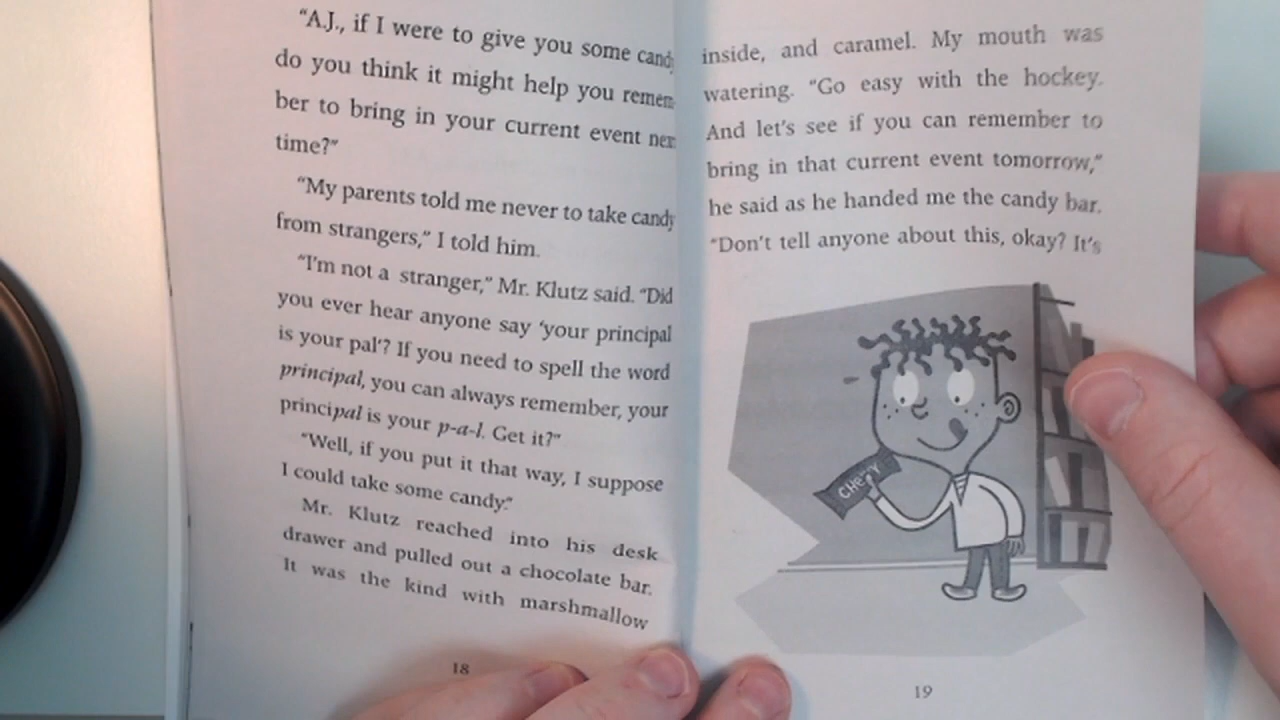 "A.J., if I were to give you some candy
do you think it might help you remem-
ber to bring in your current event next
time?"
"My parents told me never to take candy
from strangers," I told him.
"I'm not a stranger," Mr. Klutz said. "Did
you ever hear anyone say 'your principal
is your pal'? If you need to spell the word
principal, you can always remember, your
principal is your p-a-l. Get it?"
"Well, if you put it that way, I suppose
I could take some candy."
Mr. Klutz reached into his desk
drawer and pulled out a chocolate bar.
It was the kind with marshmallow
18
inside, and caramel. My mouth was
watering. "Go easy with the hockey.
And let's see if you can remember to
bring in that current event tomorrow,"
he said as he handed me the candy bar.
"Don't tell anyone about this, okay? It's
CHEWY
19